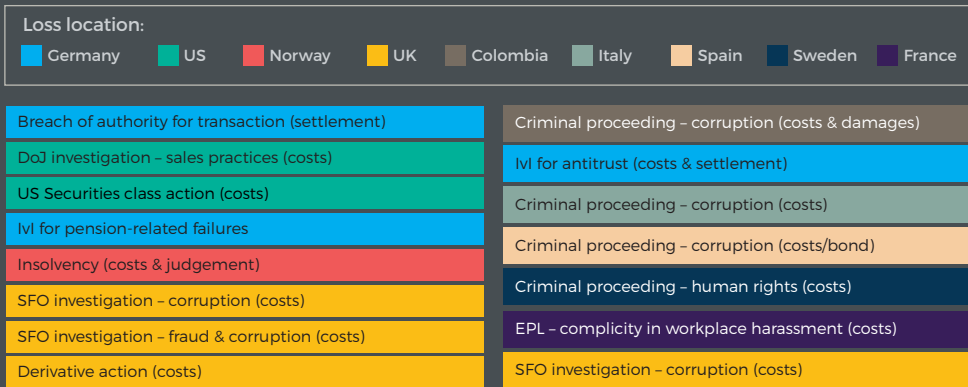 Loss location:
Germany US Norway UK Colombia Italy Spain Sweden France
Breach of authority for transaction (settlement)
DoJ investigation – sales practices (costs)
US Securities class action (costs)
IvI for pension-related failures
Insolvency (costs & judgement)
SFO investigation – corruption (costs)
SFO investigation – fraud & corruption (costs)
Derivative action (costs)
Criminal proceeding – corruption (costs & damages)
IvI for antitrust (costs & settlement)
Criminal proceeding – corruption (costs)
Criminal proceeding – corruption (costs/bond)
Criminal proceeding – human rights (costs)
EPL – complicity in workplace harassment (costs)
SFO investigation – corruption (costs)